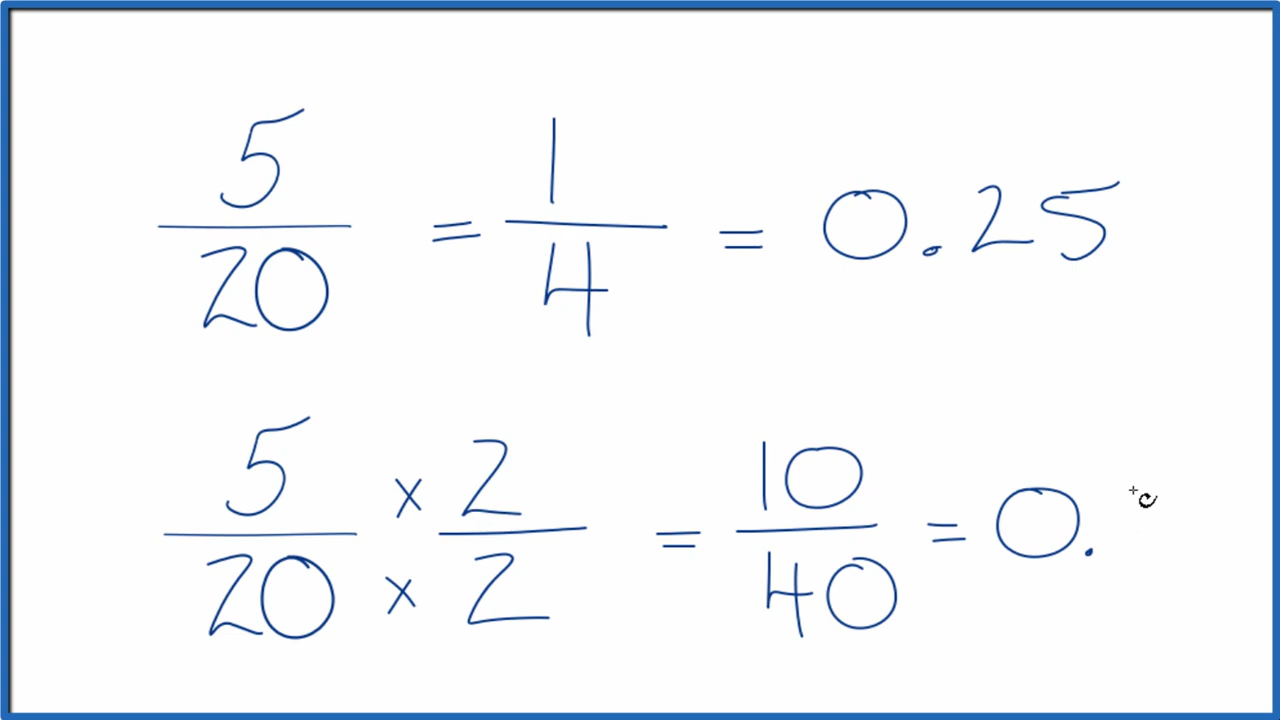 5/20 = 1/4 = 0.25
5/20 × 2/× 2 = 10/40 = 0.